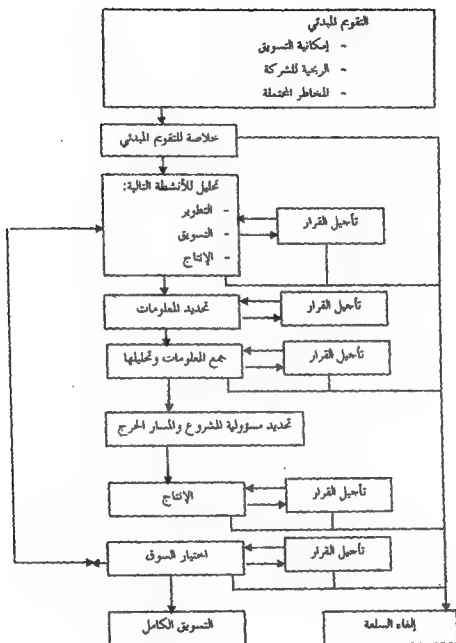 التقويم المبدئي
- إمكانية التسويق
- الربحية للشركة
- المخاطر المحتملة
خلاصة للتقويم المبدئي
تحليل للأنشطة التالية:
- التطوير
- التسويق
- الإنتاج
تأجيل القرار
تحديد المعلومات
تأجيل القرار
جمع المعلومات وتحليلها
تأجيل القرار
تحديد مسؤولية المشروع والمسار الحرج
الإنتاج
تأجيل القرار
اختيار السوق
تأجيل القرار
التسويق الكامل
إلغاء السلعة